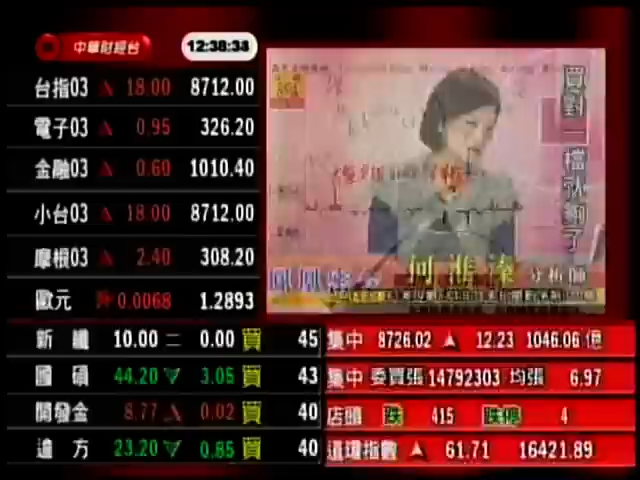 中華財經台 12:38:38
台指03 ▲ 18.00 8712.00
電子03 ▲ 0.95 326.20
金融03 ▲ 0.60 1010.40
小台03 ▲ 18.00 8712.00
摩根03 ▲ 2.40 308.20
歐元 0.0068 1.2893
買對一檔就夠了
鳳凰
何 分析師
新纖 10.00 二 0.00 買 45
圓碩 44.20 ▽ 3.05 買 43
開發金 8.77 △ 0.02 買 40
遠方 23.20 ▽ 0.85 買 40
集中 8726.02 ▲ 12.23 1046.06 億
集中 委買張 14792303 均張 6.97
店頭 跌 415 跌停 4
道瓊指數 ▲ 61.71 16421.89